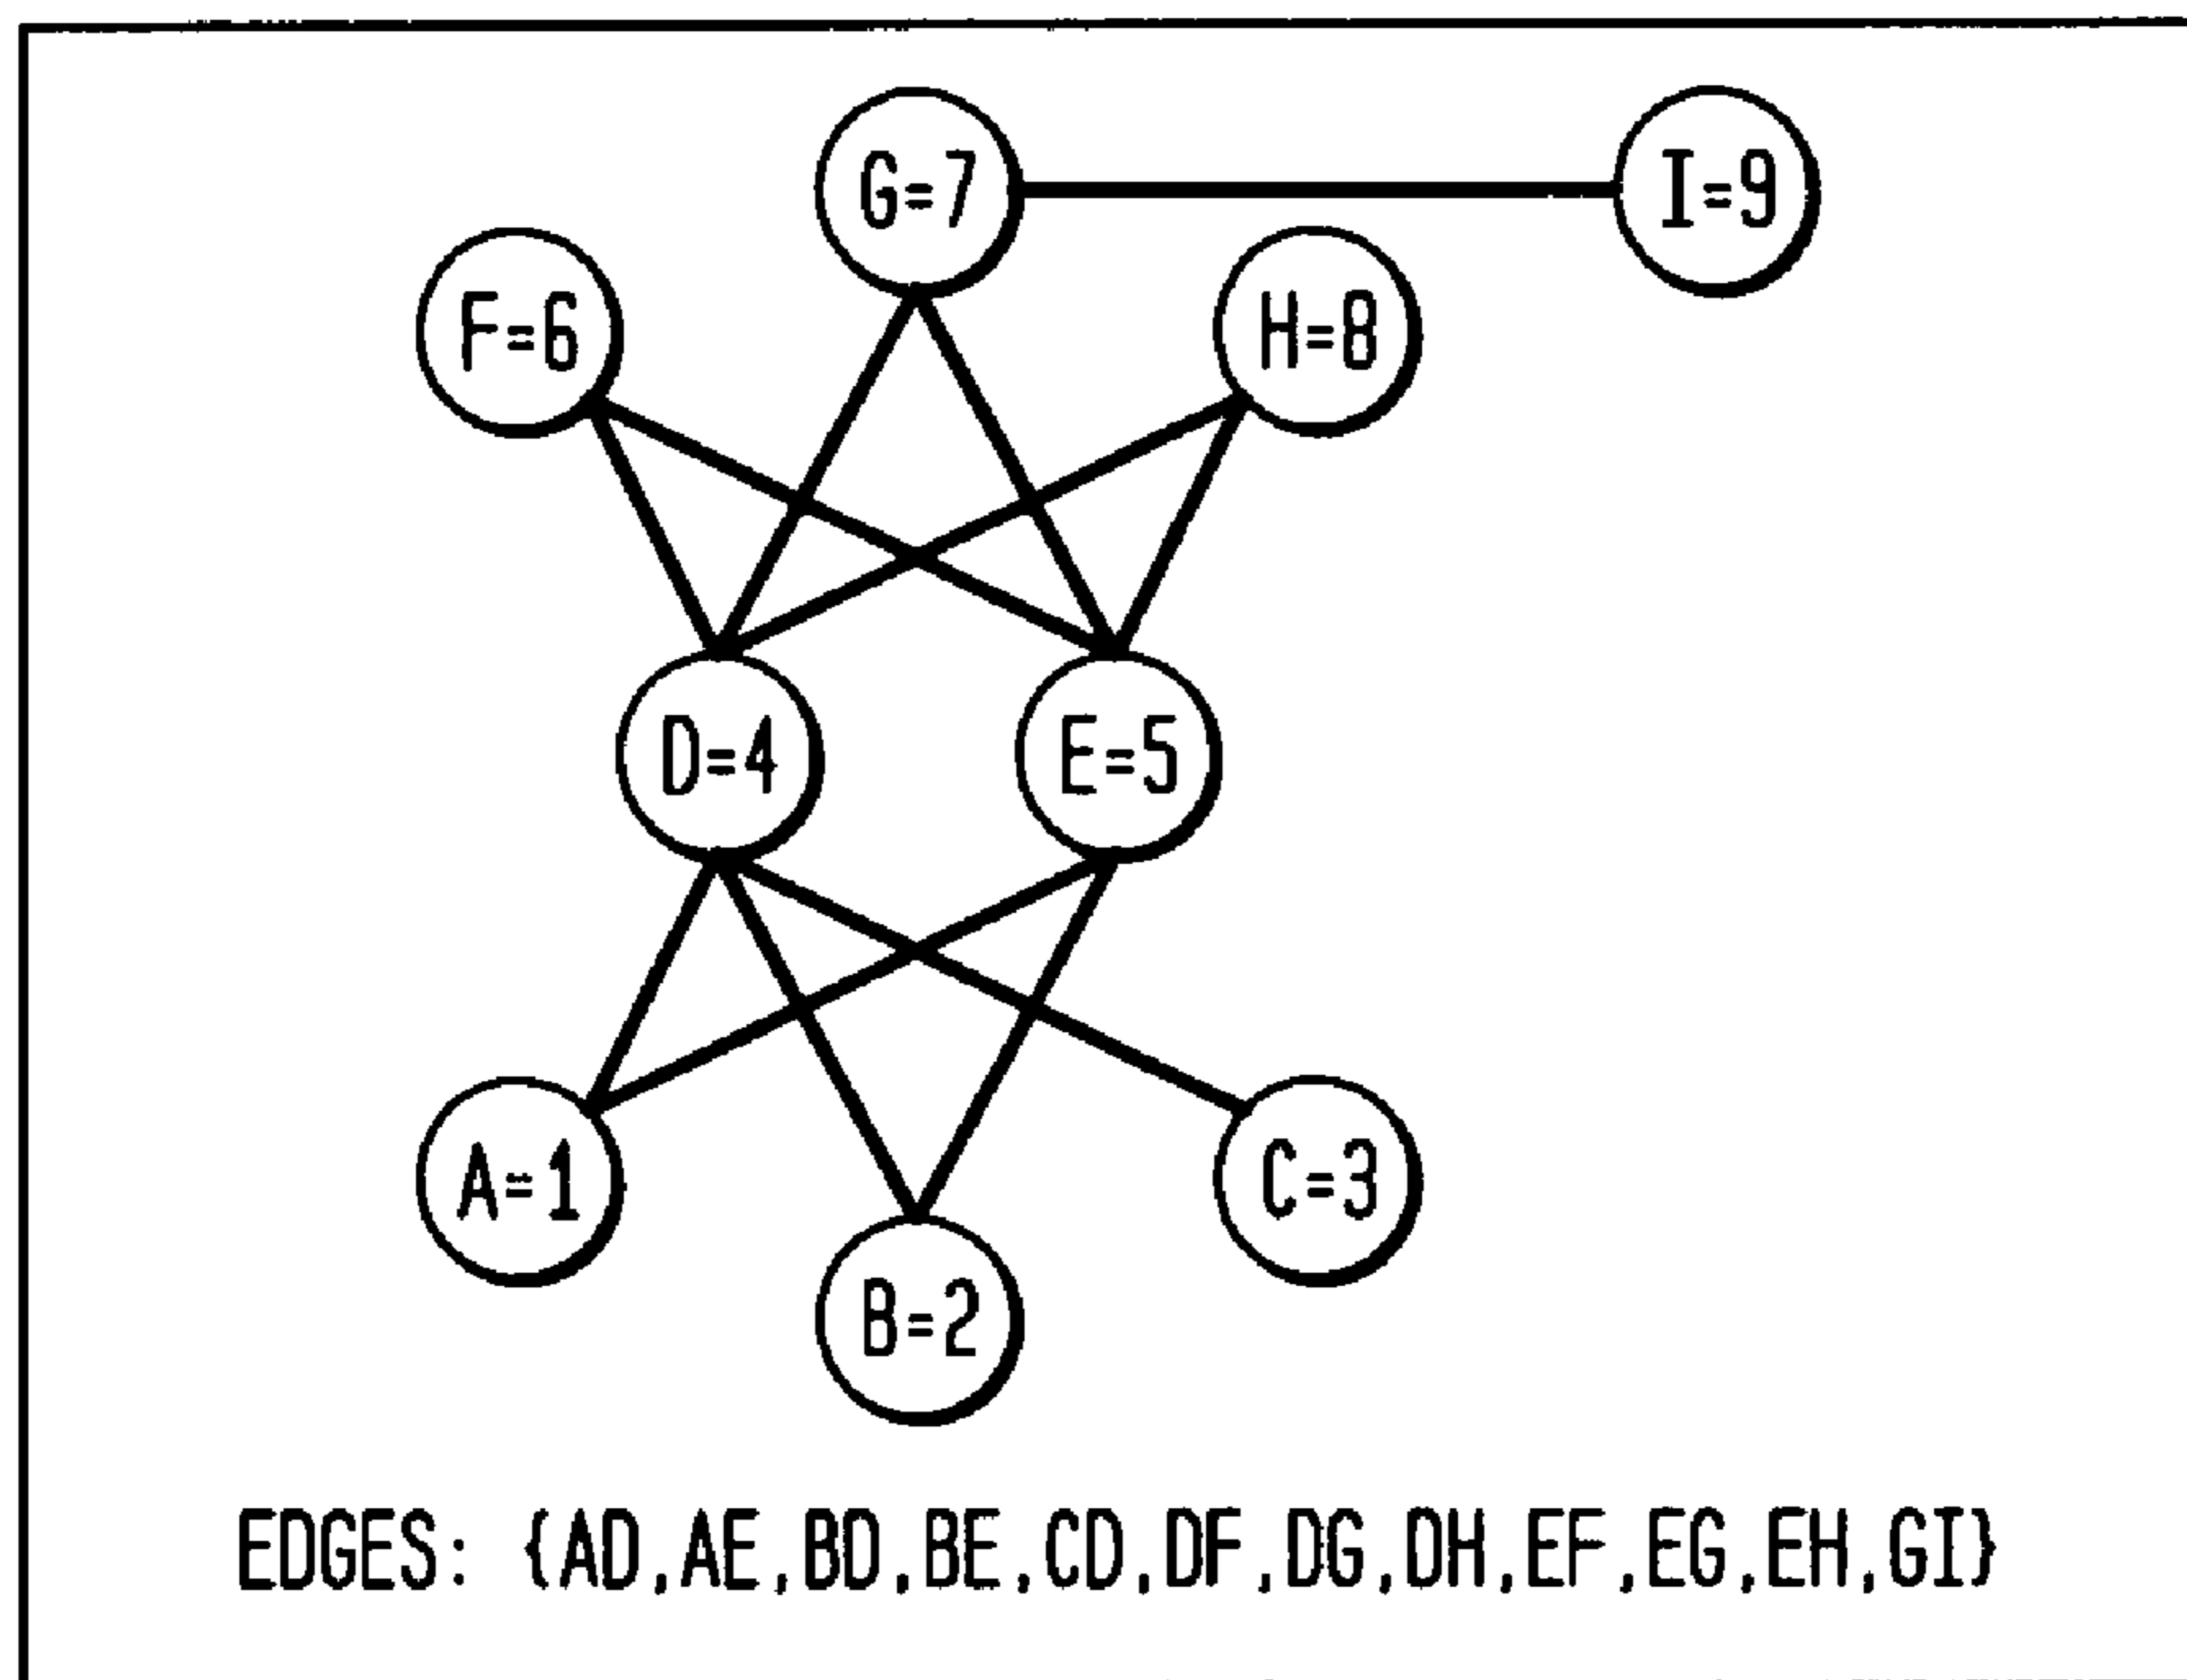 G=7
I=9
F=6
H=8
D=4
E=5
A=1
C=3
B=2
EDGES: {AD,AE,BD,BE,CD,DF,DG,DH,EF,EG,EH,GI}